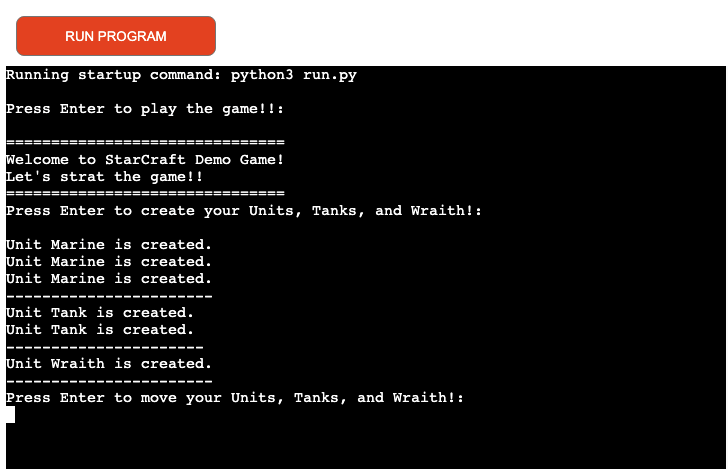 RUN PROGRAM
Running startup command: python3 run.py
Press Enter to play the game!!:
===============================
Welcome to StarCraft Demo Game!
Let's strat the game!!
===============================
Press Enter to create your Units, Tanks, and Wraith!:
Unit Marine is created.
Unit Marine is created.
Unit Marine is created.
-----------------------
Unit Tank is created.
Unit Tank is created.
----------------------
Unit Wraith is created.
-----------------------
Press Enter to move your Units, Tanks, and Wraith!: